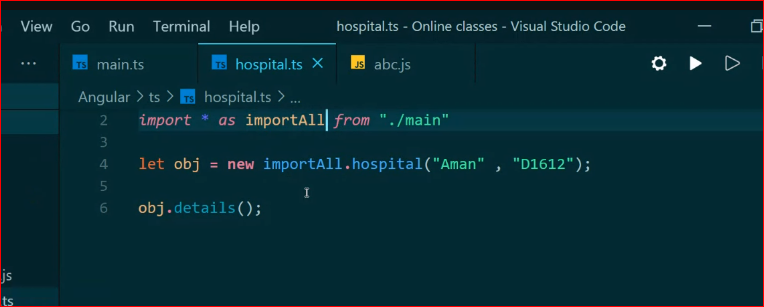 View Go Run Terminal Help hospital.ts - Online classes - Visual Studio Code
... TS main.ts TS hospital.ts × JS abc.js
Angular > ts > TS hospital.ts > ...
2 import * as importAll from "./main"
3
4 let obj = new importAll.hospital("Aman" , "D1612");
5
6 obj.details();
js
ts